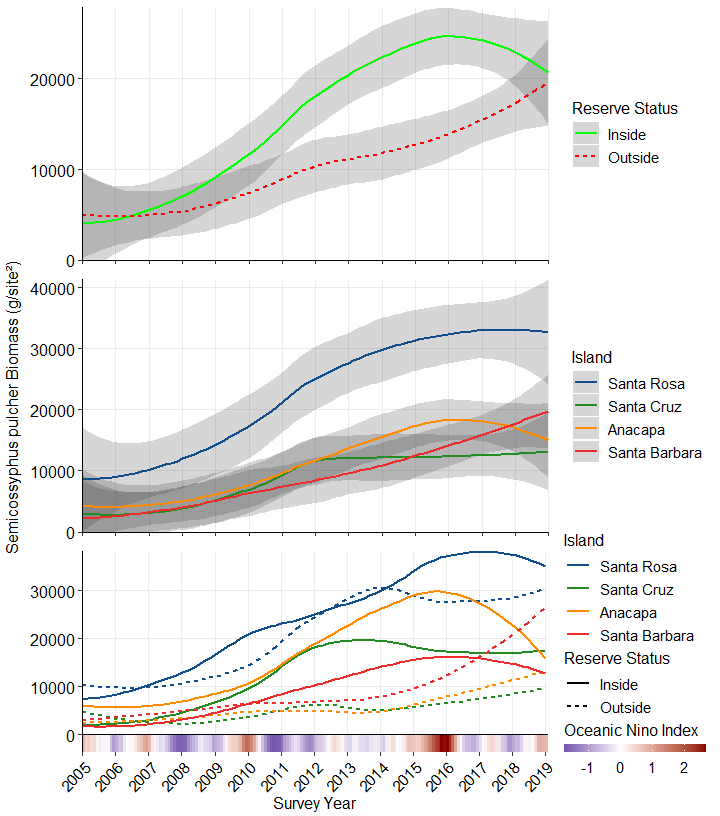 20000
10000
0
Reserve Status
Inside
Outside
Semicossyphus pulcher Biomass (g/site²)
40000
30000
20000
10000
0
Island
Santa Rosa
Santa Cruz
Anacapa
Santa Barbara
30000
20000
10000
0
Island
Santa Rosa
Santa Cruz
Anacapa
Santa Barbara
Reserve Status
Inside
Outside
Oceanic Nino Index
-1 0 1 2
2005 2006 2007 2008 2009 2010 2011 2012 2013 2014 2015 2016 2017 2018 2019
Survey Year